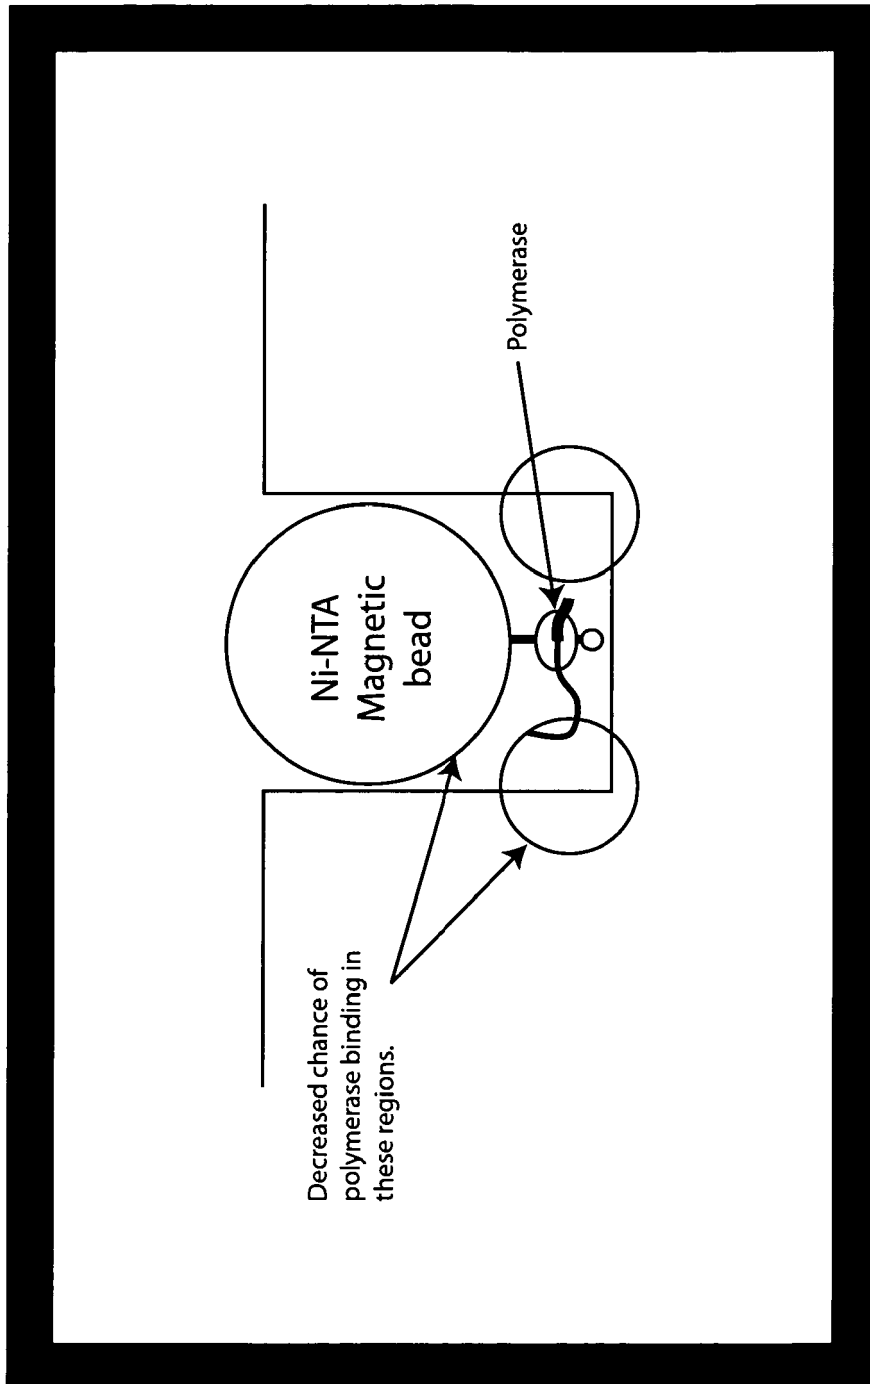 Decreased chance of
polymerase binding in
these regions.
Ni-NTA
Magnetic
bead
Polymerase